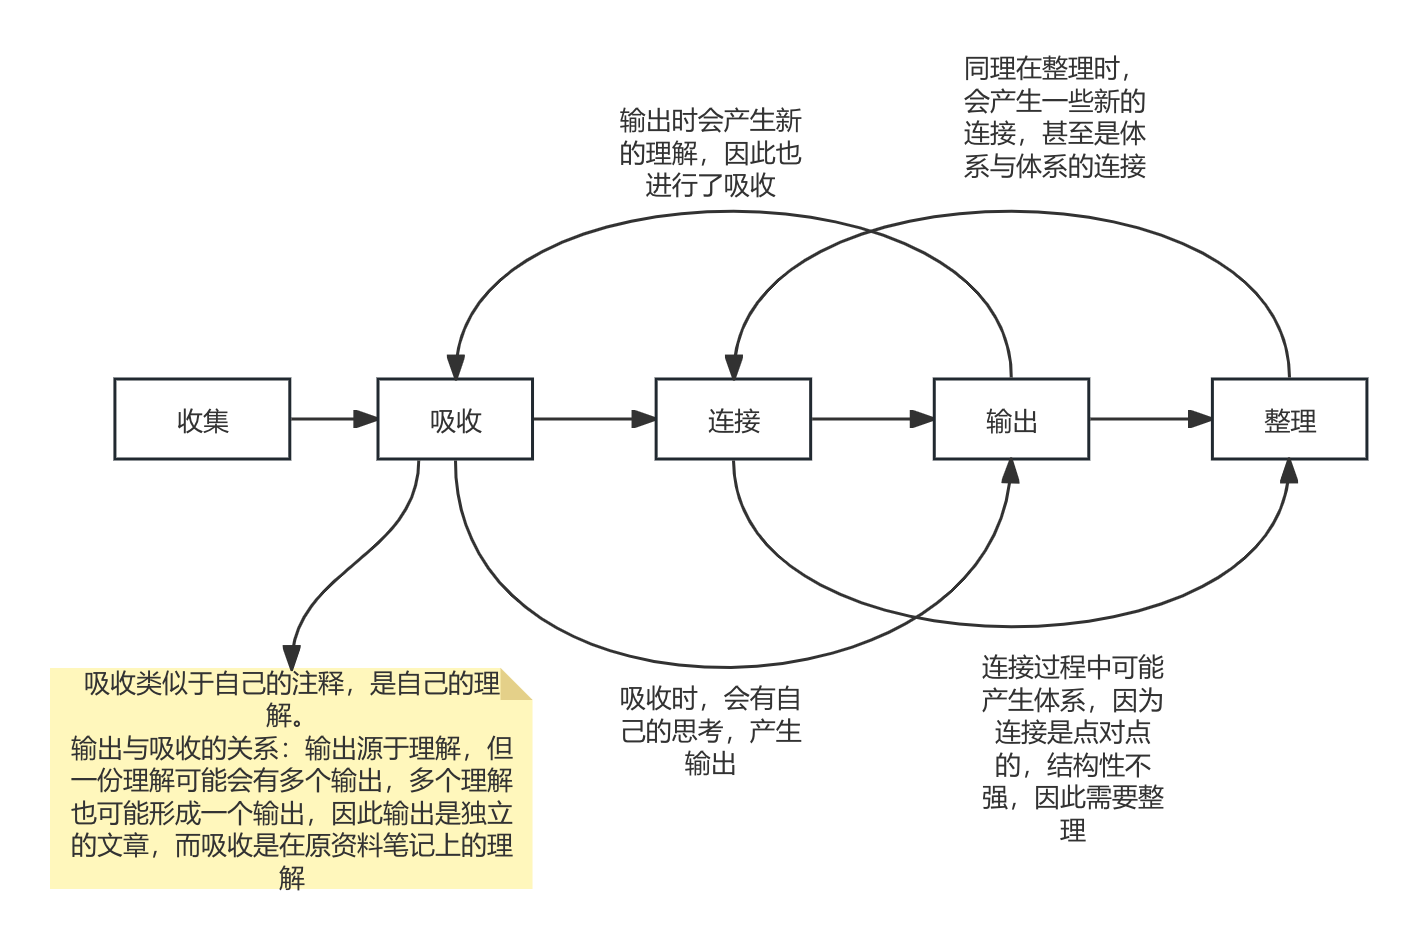 同理在整理时，
会产生一些新的
连接，甚至是体
系与体系的连接
输出时会产生新
的理解，因此也
进行了吸收
收集
吸收
连接
输出
整理
吸收类似于自己的注释，是自己的理
解。
输出与吸收的关系：输出源于理解，但
一份理解可能会有多个输出，多个理解
也可能形成一个输出，因此输出是独立
的文章，而吸收是在原资料笔记上的理
解
吸收时，会有自
己的思考，产生
输出
连接过程中可能
产生体系，因为
连接是点对点
的，结构性不
强，因此需要整
理